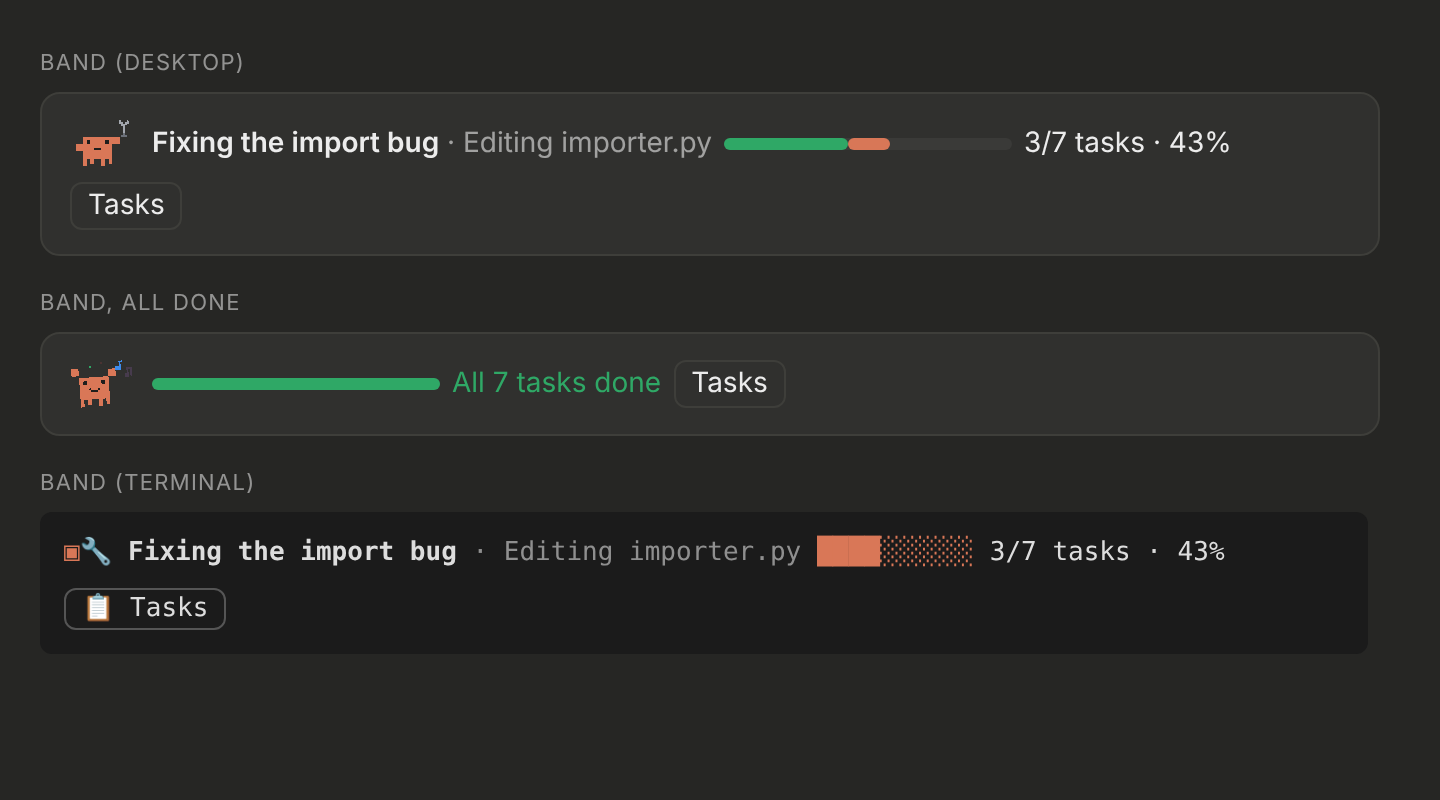 BAND (DESKTOP)
Fixing the import bug · Editing importer.py 3/7 tasks · 43%
Tasks
BAND, ALL DONE
All 7 tasks done Tasks
BAND (TERMINAL)
Fixing the import bug · Editing importer.py 3/7 tasks · 43%
Tasks